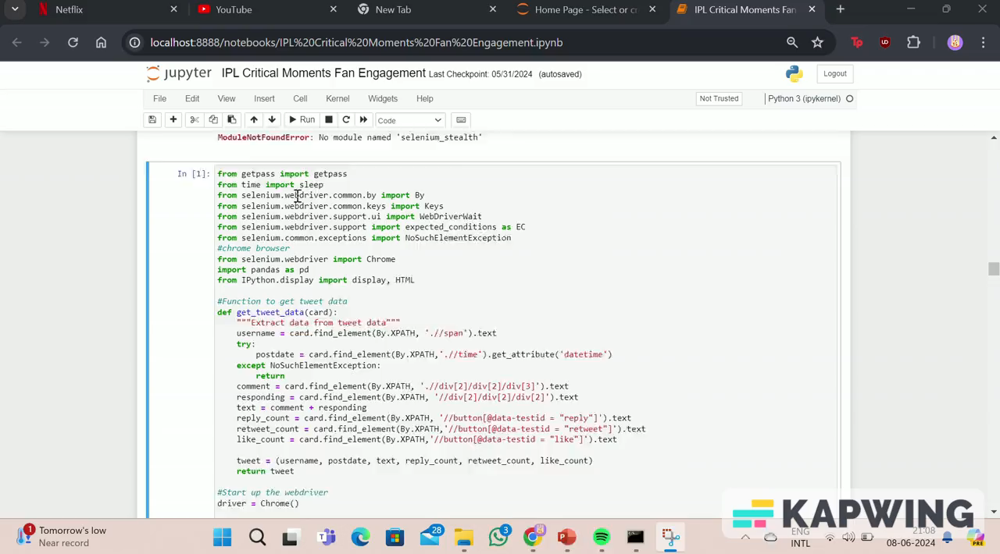 Netflix
YouTube
New Tab
Home Page - Select or cr
IPL Critical Moments Fan
localhost:8888/notebooks/IPL%20Critical%20Moments%20Fan%20Engagement.ipynb
Tp
jupyter IPL Critical Moments Fan Engagement Last Checkpoint: 05/31/2024 (autosaved)
Logout
File Edit View Insert Cell Kernel Widgets Help
Not Trusted
Python 3 (ipykernel)
Run
Code
ModuleNotFoundError: No module named 'selenium_stealth'
In [1]: from getpass import getpass
from time import sleep
from selenium.webdriver.common.by import By
from selenium.webdriver.common.keys import Keys
from selenium.webdriver.support.ui import WebDriverWait
from selenium.webdriver.support import expected_conditions as EC
from selenium.common.exceptions import NoSuchElementException
#chrome browser
from selenium.webdriver import Chrome
import pandas as pd
from IPython.display import display, HTML
#Function to get tweet data
def get_tweet_data(card):
"""Extract data from tweet data"""
username = card.find_element(By.XPATH, './/span').text
try:
postdate = card.find_element(By.XPATH,'.//time').get_attribute('datetime')
except NoSuchElementException:
return
comment = card.find_element(By.XPATH, './/div[2]/div[2]/div[3]').text
responding = card.find_element(By.XPATH, '//div[2]/div[2]/div[2]').text
text = comment + responding
reply_count = card.find_element(By.XPATH, '//button[@data-testid = "reply"]').text
retweet_count = card.find_element(By.XPATH,'//button[@data-testid = "retweet"]').text
like_count = card.find_element(By.XPATH,'//button[@data-testid = "like"]').text
tweet = (username, postdate, text, reply_count, retweet_count, like_count)
return tweet
#Start up the webdriver
driver = Chrome()
KAPWING
1
Tomorrow's low
Near record
28
3
ENG
INTL
21:08
08-06-2024
PRE